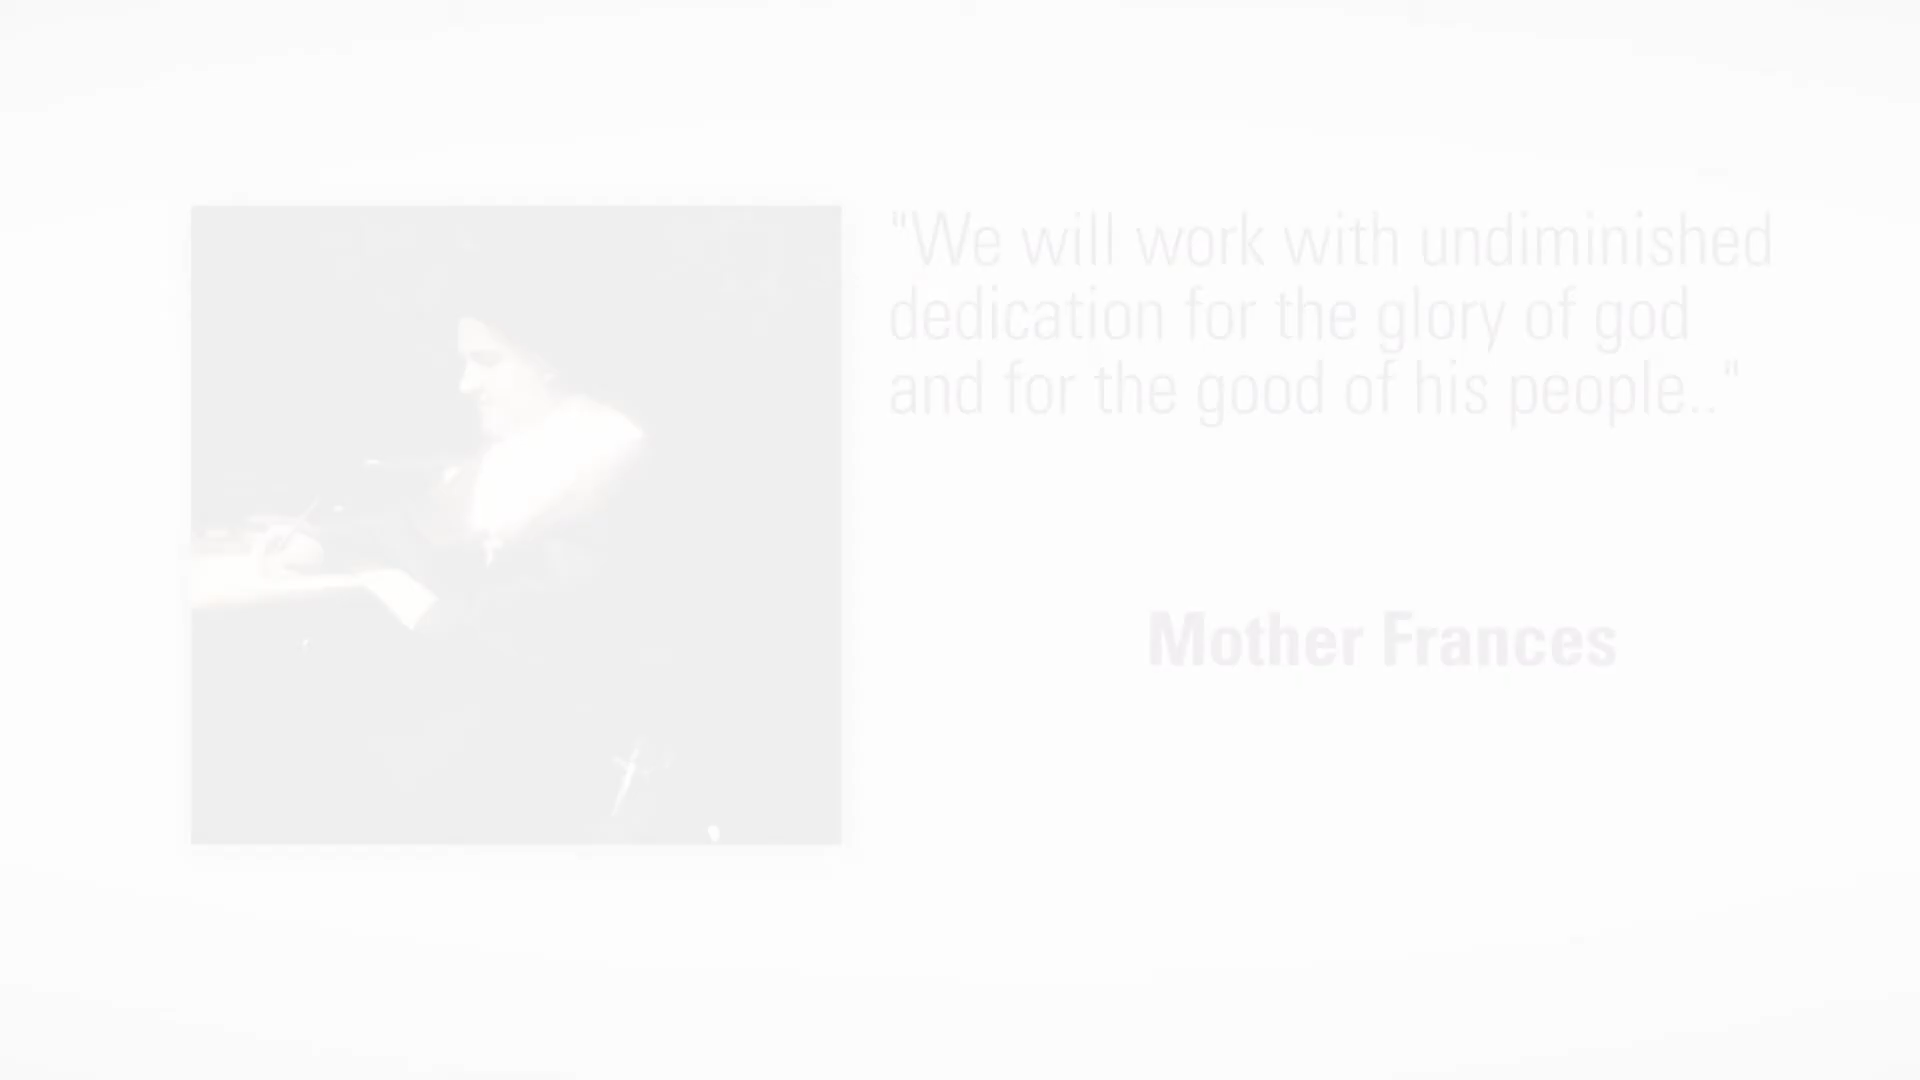 "We will work with undiminished
dedication for the glory of god
and for the good of his people.."
Mother Frances